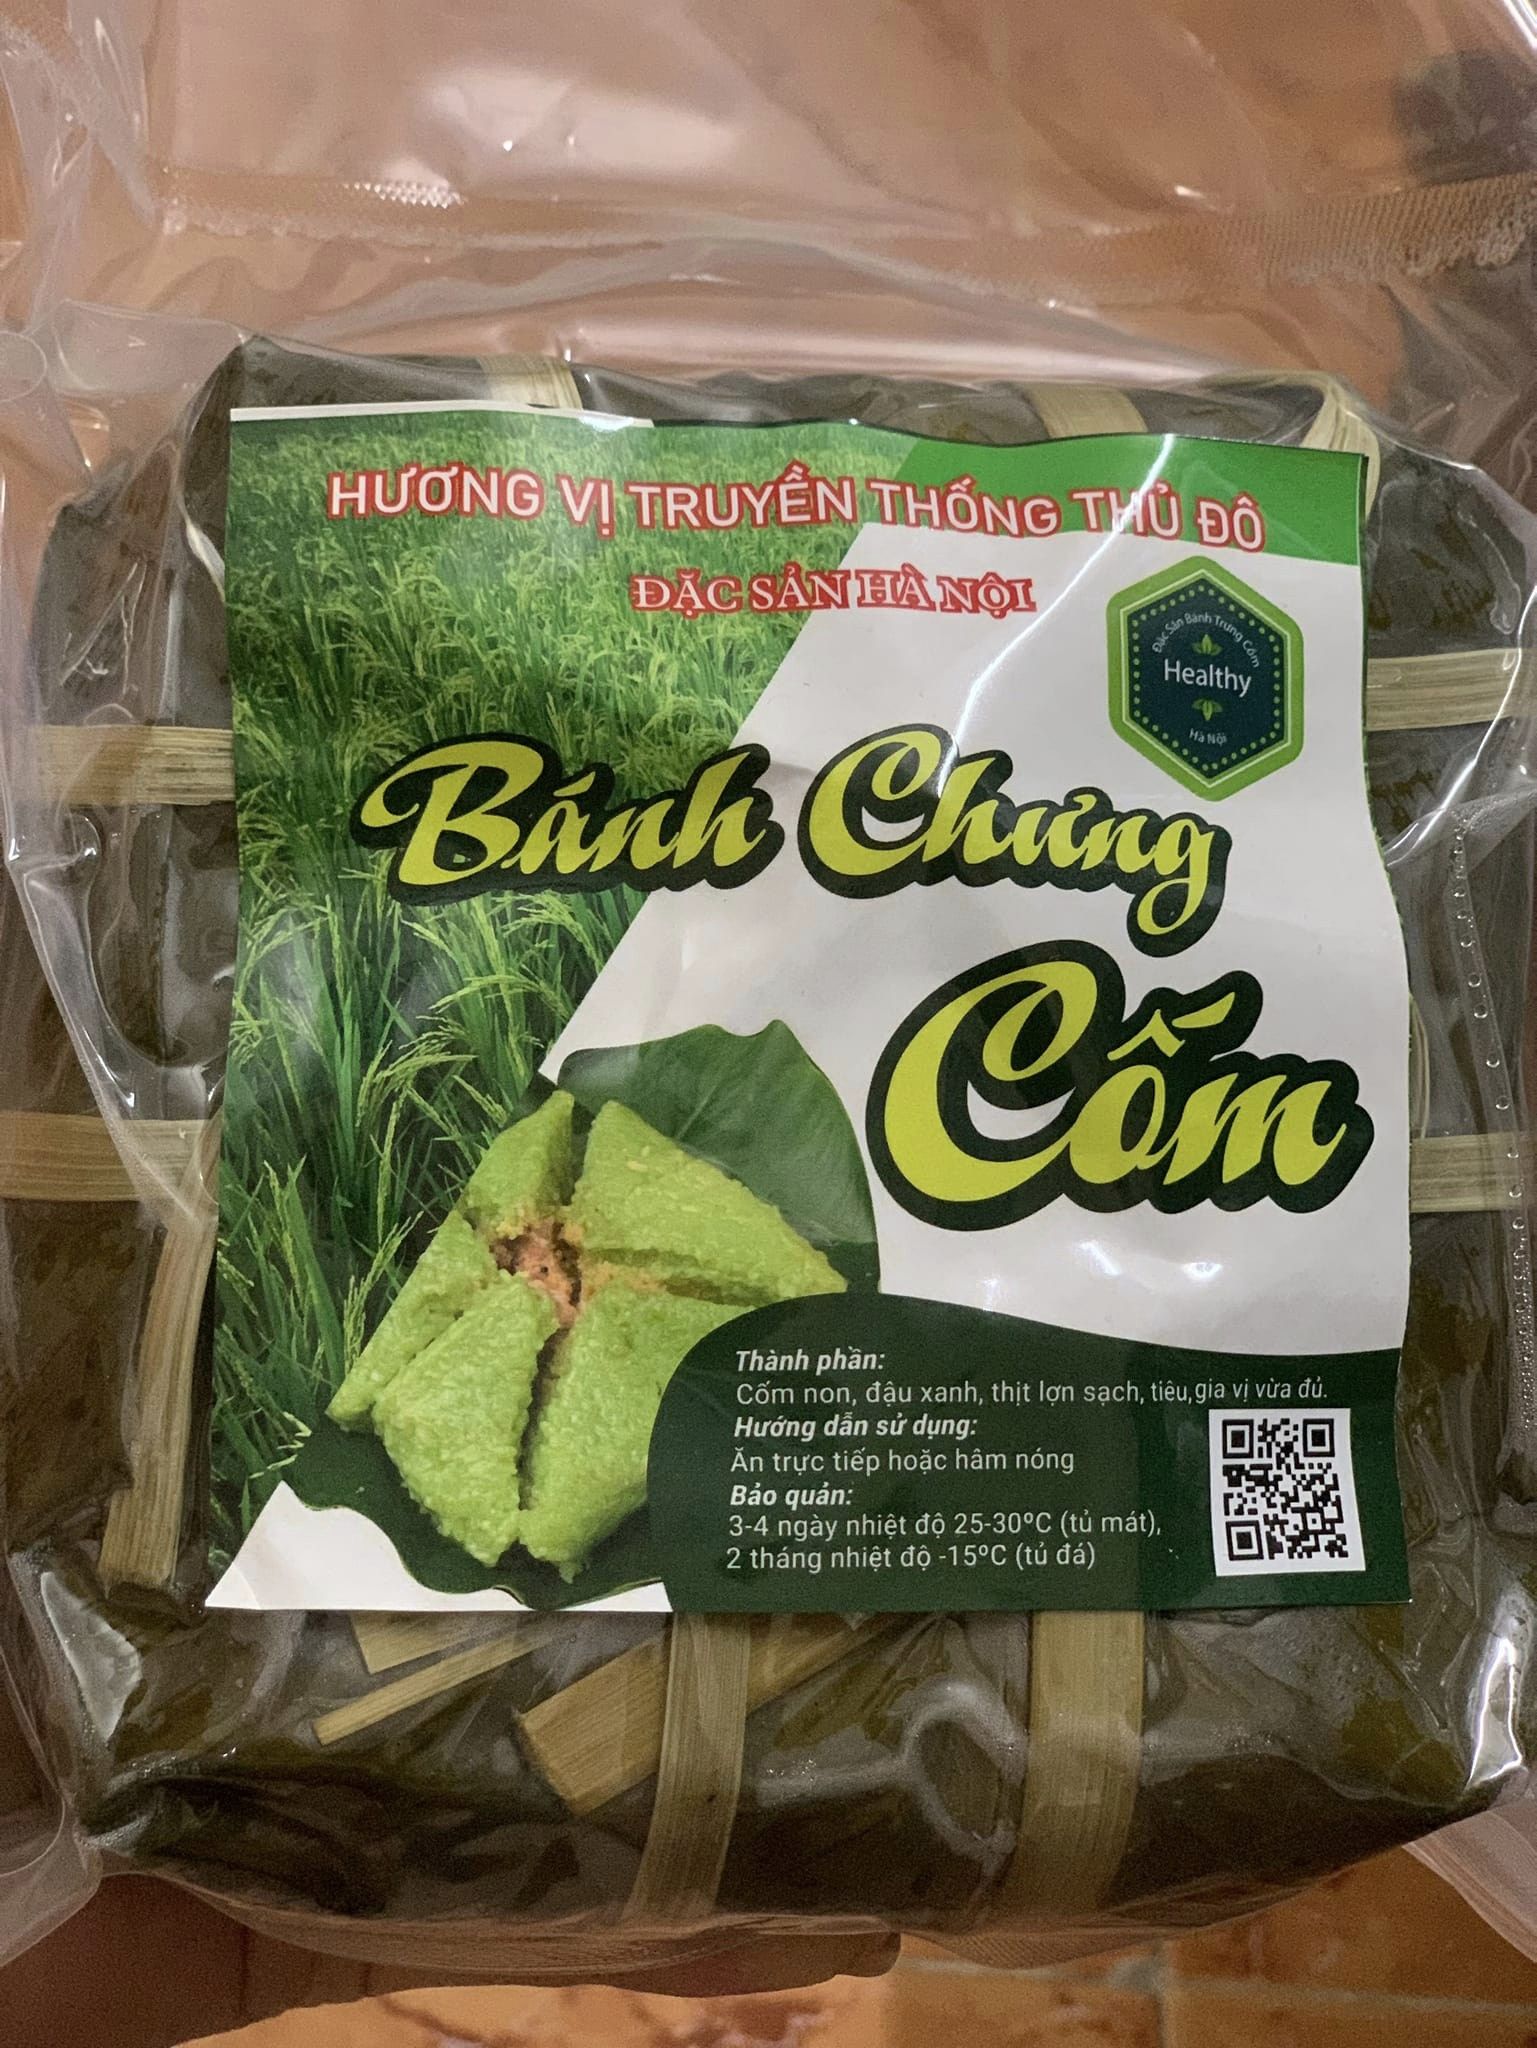 HƯƠNG VỊ TRUYỀN THỐNG THỦ ĐÔ
ĐẶC SẢN HÀ NỘI
Đặc Sản Bánh Trưng Cốm
Healthy
Hà Nội
Bánh Chưng
Cốm
Thành phần:
Cốm non, đậu xanh, thịt lợn sạch, tiêu,gia vị vừa đủ.
Hướng dẫn sử dụng:
Ăn trực tiếp hoặc hâm nóng
Bảo quản:
3-4 ngày nhiệt độ 25-30ºC (tủ mát),
2 tháng nhiệt độ -15ºC (tủ đá)